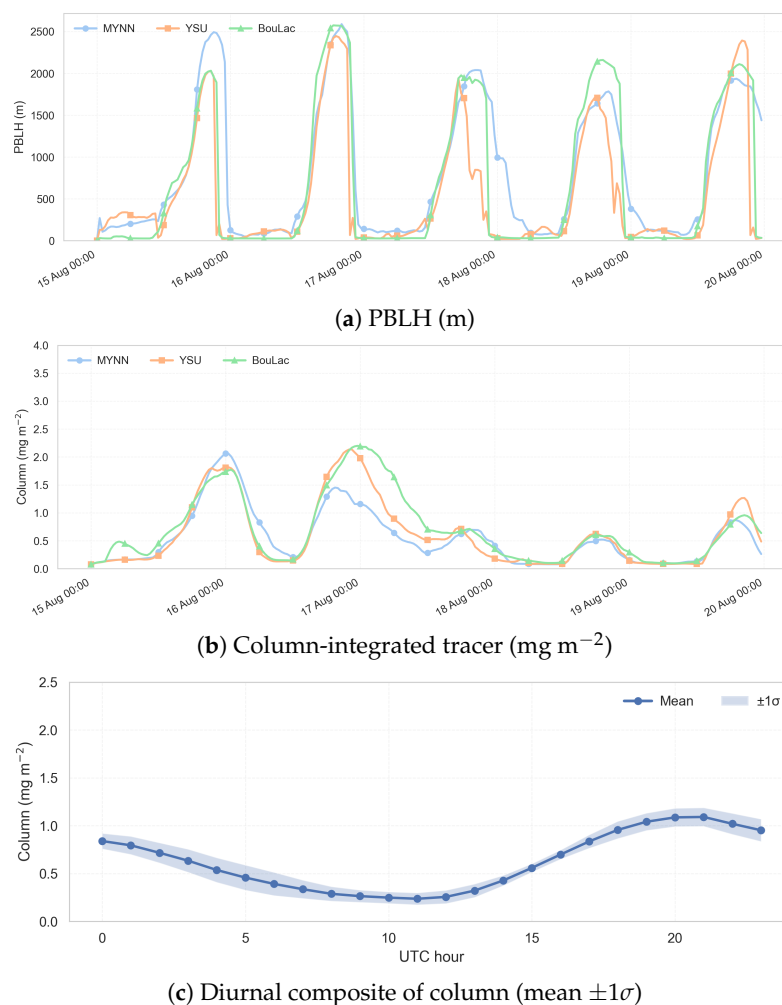 MYNN YSU BouLac
PBLH (m)
2500
2000
1500
1000
500
0
15 Aug 00:00
16 Aug 00:00
17 Aug 00:00
18 Aug 00:00
19 Aug 00:00
20 Aug 00:00
(a) PBLH (m)
MYNN YSU BouLac
Column (mg m⁻²)
4.0
3.5
3.0
2.5
2.0
1.5
1.0
0.5
0.0
15 Aug 00:00
16 Aug 00:00
17 Aug 00:00
18 Aug 00:00
19 Aug 00:00
20 Aug 00:00
(b) Column-integrated tracer (mg m⁻²)
Mean ±1σ
Column (mg m⁻²)
2.5
2.0
1.5
1.0
0.5
0.0
0 5 10 15 20
UTC hour
(c) Diurnal composite of column (mean ±1σ)